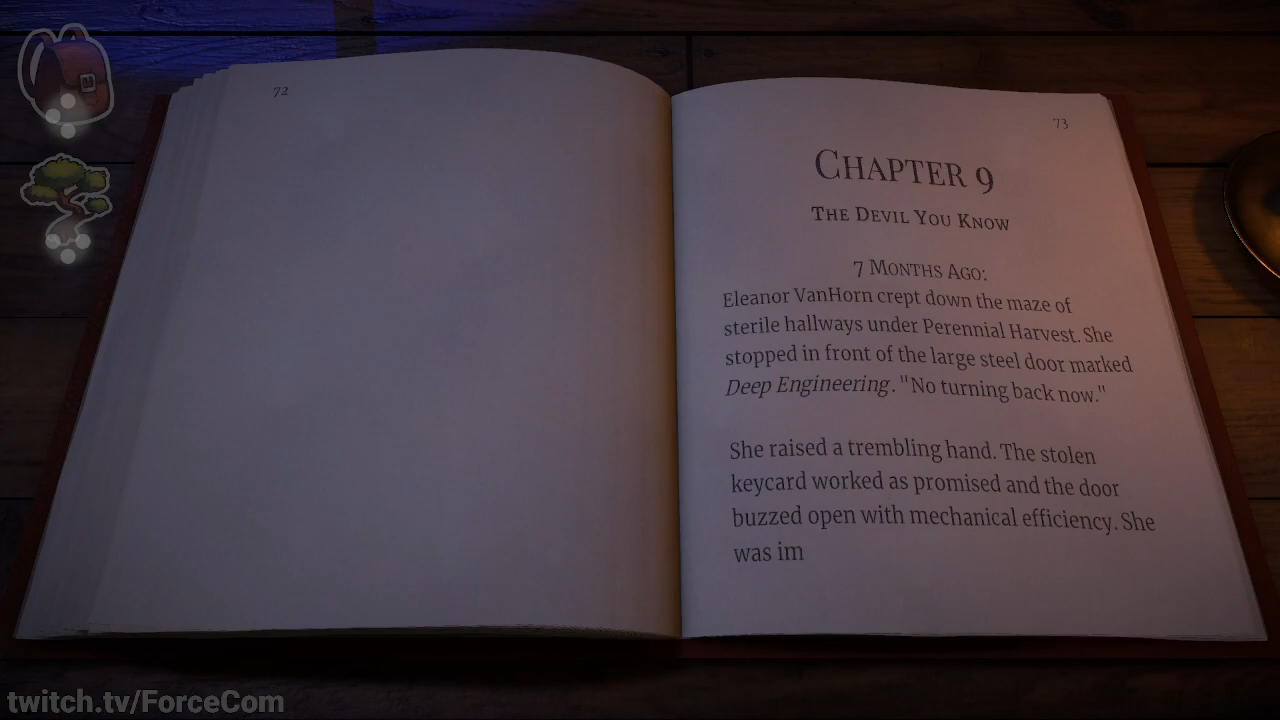 72
73
Chapter 9
The Devil You Know
7 Months Ago:
Eleanor VanHorn crept down the maze of
sterile hallways under Perennial Harvest. She
stopped in front of the large steel door marked
Deep Engineering. "No turning back now."
She raised a trembling hand. The stolen
keycard worked as promised and the door
buzzed open with mechanical efficiency. She
was im
twitch.tv/ForceCom